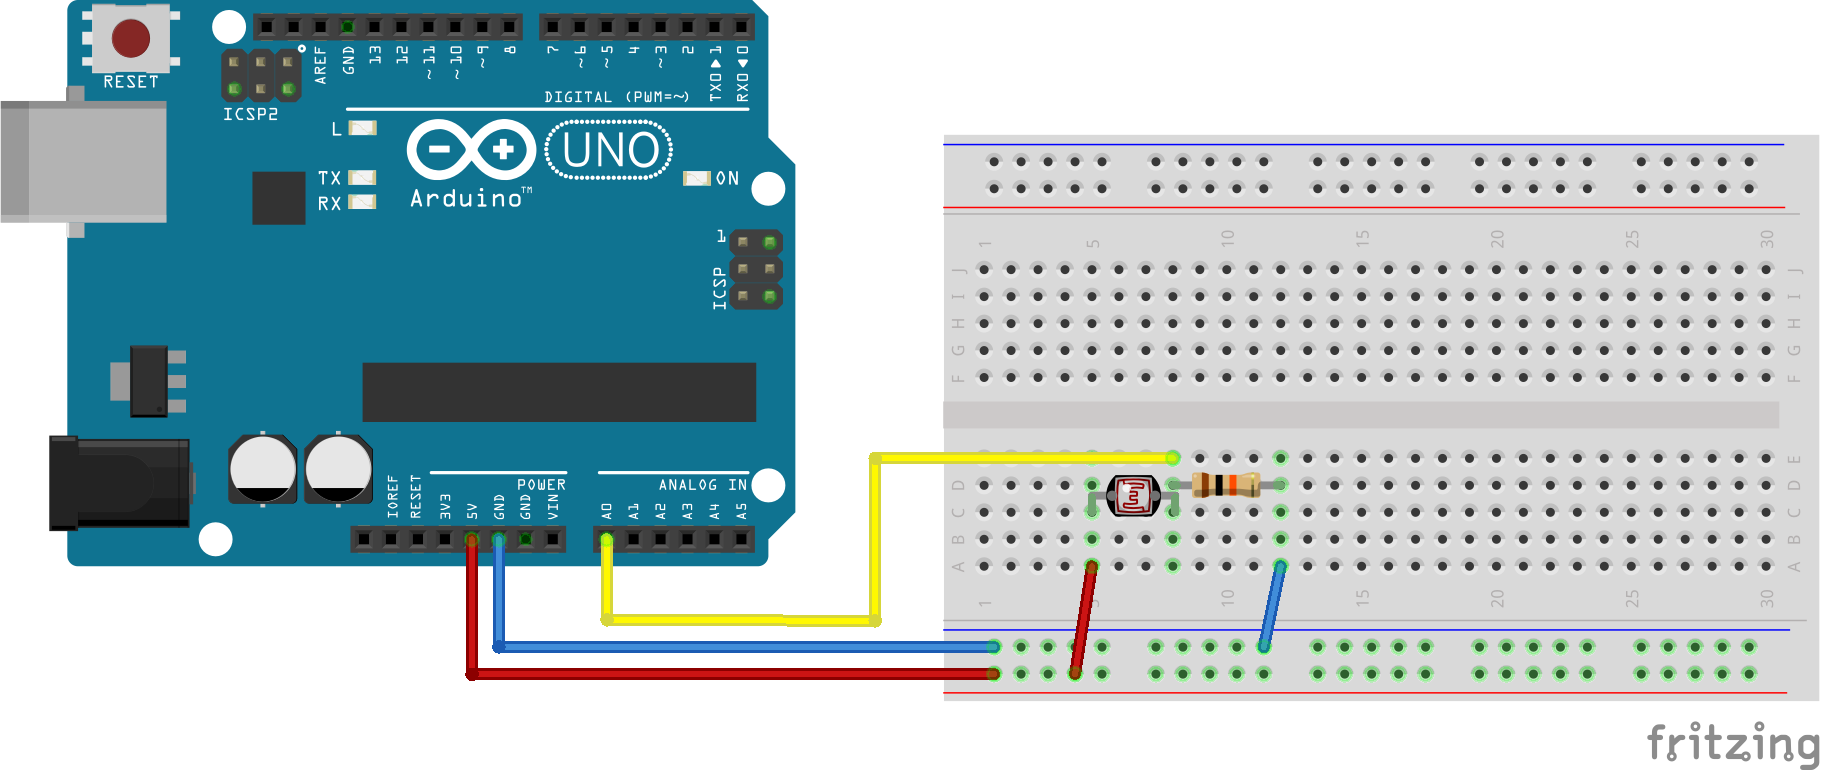 RESET
ICSP2
AREF
GND
13
12
~11
~10
~9
8
7
~6
~5
4
~3
2
TX0▶1
RX0◀0
DIGITAL (PWM=~)
L
TX
RX
UNO
Arduino™
ON
1
ICSP
IOREF
RESET
3V3
5V
GND
GND
VIN
POWER
ANALOG IN
A0
A1
A2
A3
A4
A5
1 5 10 15 20 25 30
J J
I I
H H
G G
F F
E E
D D
C C
B B
A A
1 5 10 15 20 25 30
fritzing